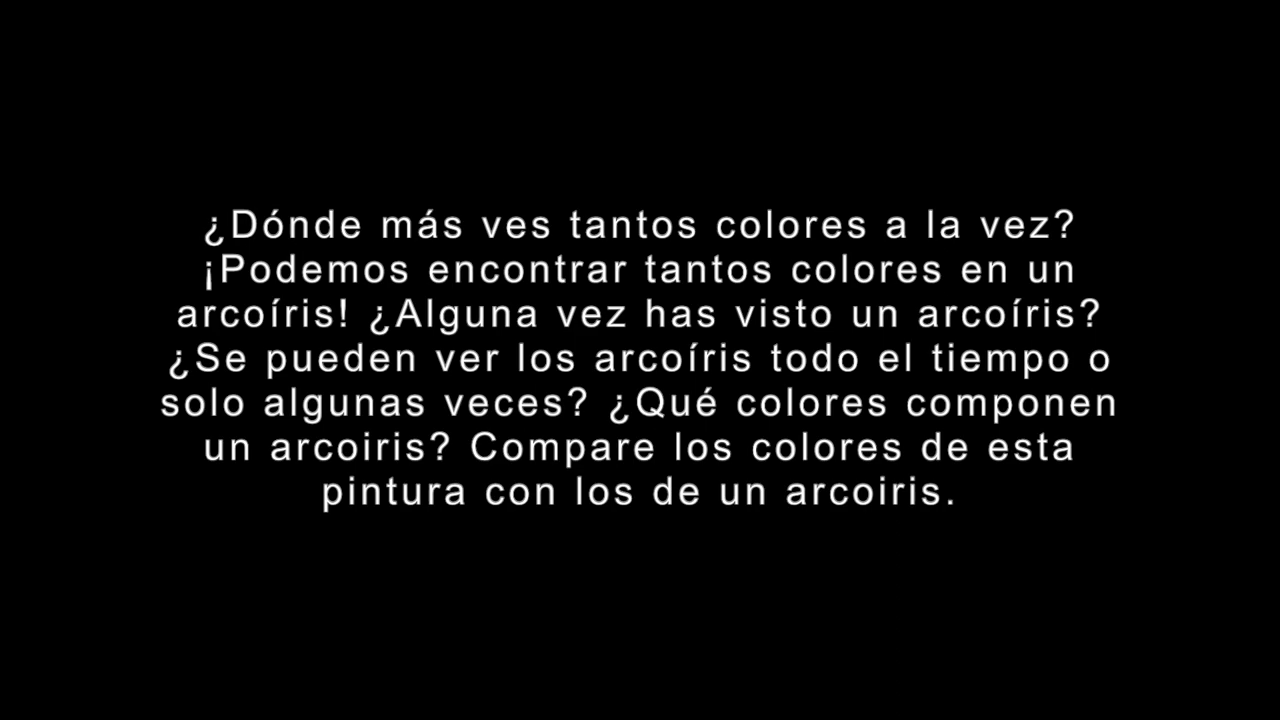 ¿Dónde más ves tantos colores a la vez?
¡Podemos encontrar tantos colores en un
arcoíris! ¿Alguna vez has visto un arcoíris?
¿Se pueden ver los arcoíris todo el tiempo o
solo algunas veces? ¿Qué colores componen
un arcoiris? Compare los colores de esta
pintura con los de un arcoiris.